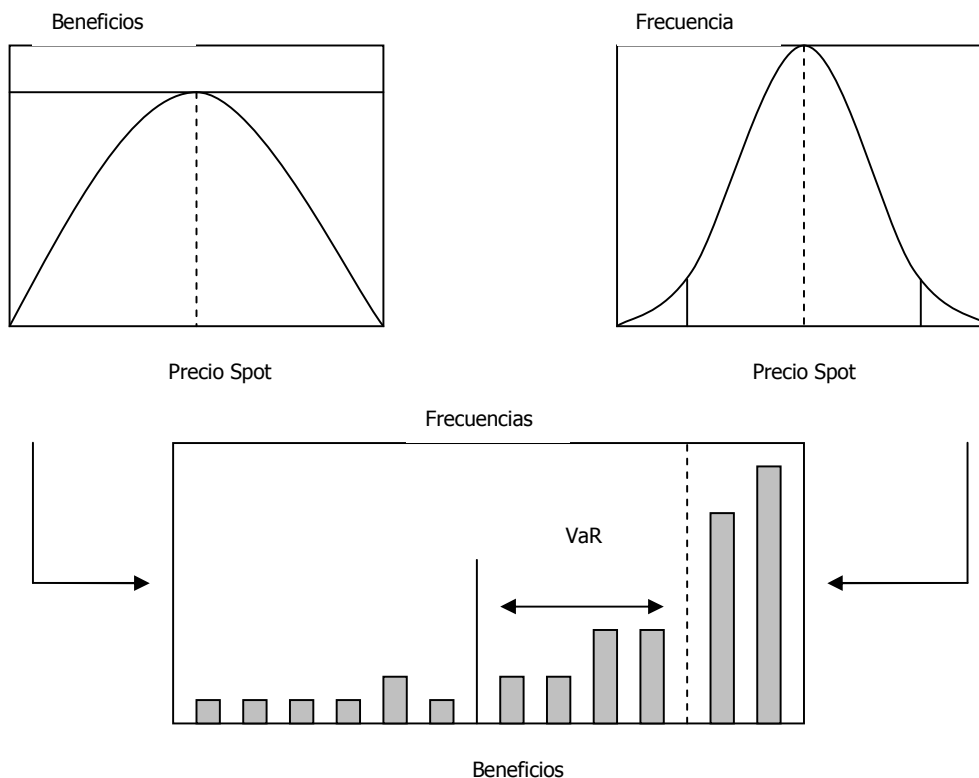 Beneficios
Frecuencia
Precio Spot
Precio Spot
Frecuencias
VaR
Beneficios